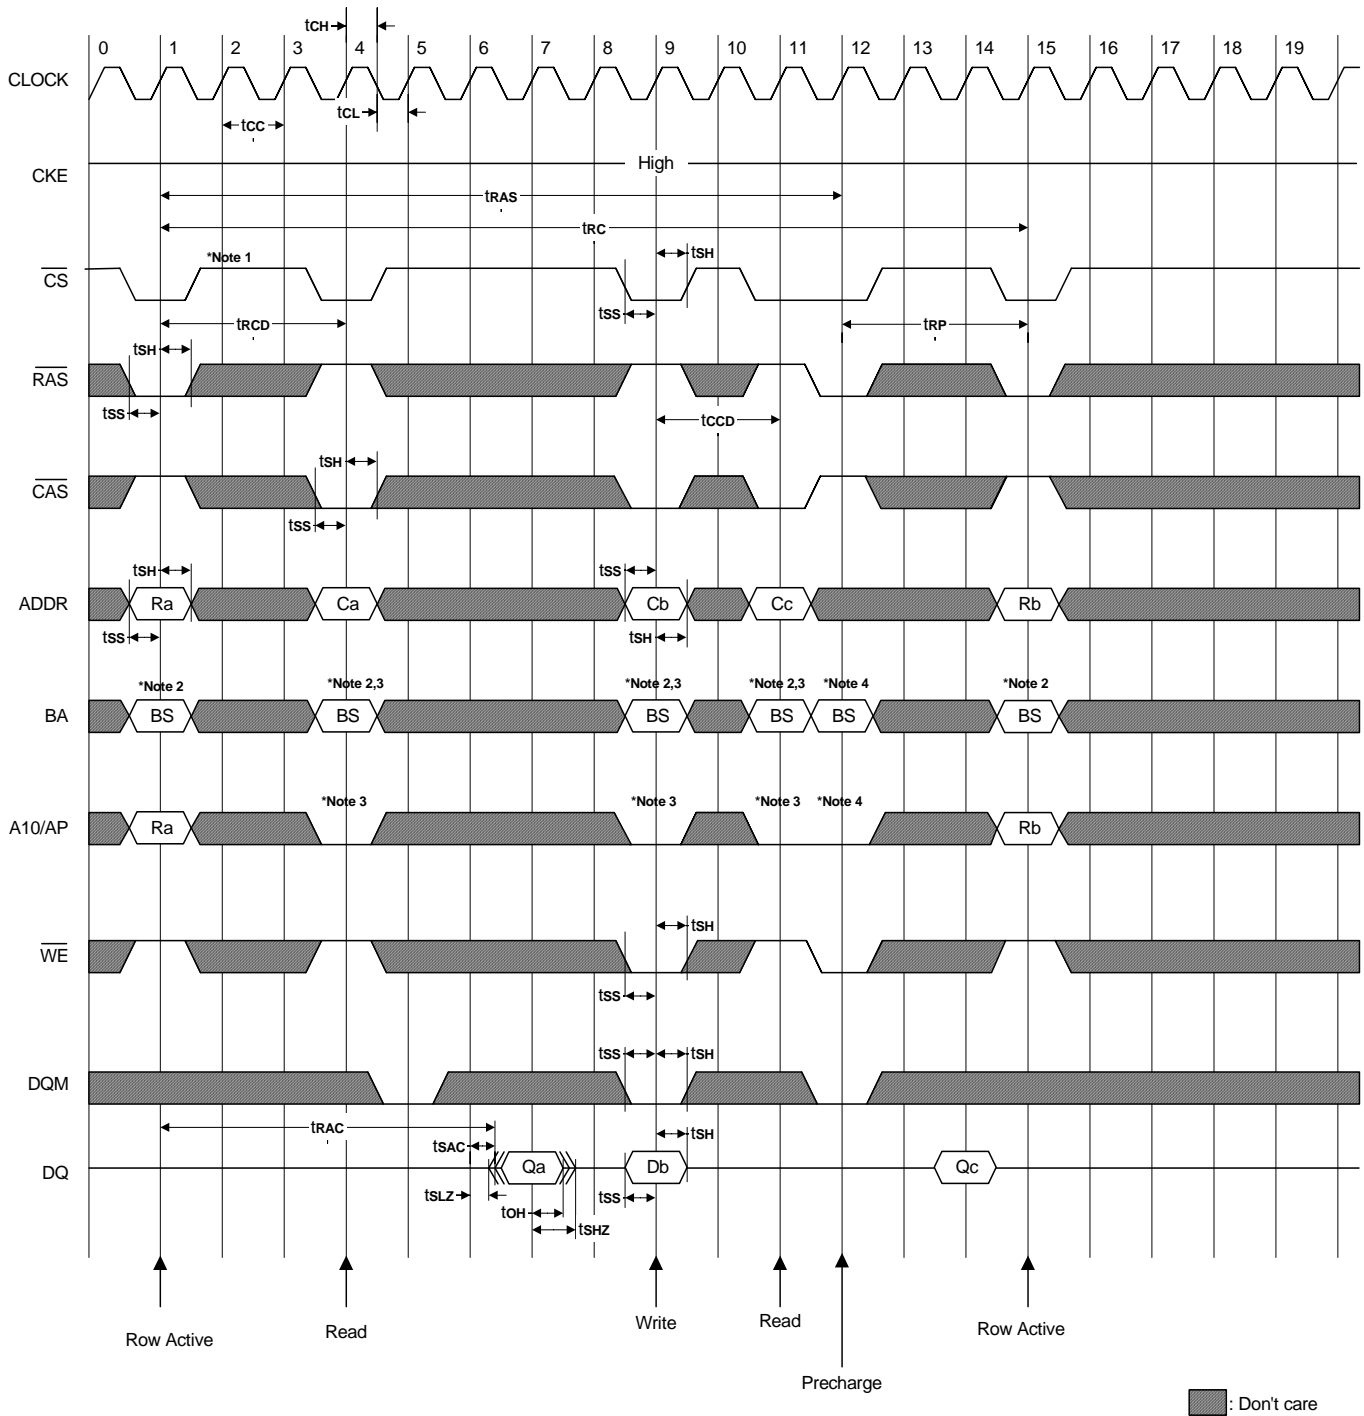 tCH
0 1 2 3 4 5 6 7 8 9 10 11 12 13 14 15 16 17 18 19
CLOCK
tCL
tCC
High
CKE
tRAS
tRC
*Note 1
tSH
CS
tSS
tRCD
tRP
tSH
RAS
tSS
tCCD
tSH
CAS
tSS
tSH
tSS
ADDR
Ra Ca Cb Cc Rb
tSS
tSH
*Note 2 *Note 2,3 *Note 2,3 *Note 2,3 *Note 4 *Note 2
BA
BS BS BS BS BS BS
*Note 3 *Note 3 *Note 3 *Note 4
A10/AP
Ra Rb
tSH
WE
tSS
tSS tSH
DQM
tRAC
tSAC
tSH
DQ
Qa Db Qc
tSLZ
tSS
tOH
tSHZ
Row Active Read Write Read Row Active
Precharge
: Don't care